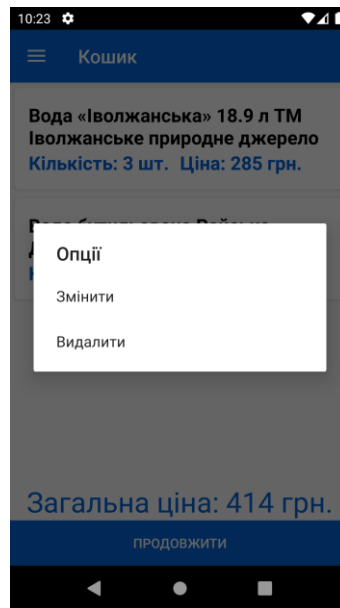 10:23
Кошик
Вода «Іволжанська» 18.9 л ТМ
Іволжанське природне джерело
Кількість: 3 шт. Ціна: 285 грн.
Опції
Змінити
Видалити
Загальна ціна: 414 грн.
ПРОДОВЖИТИ